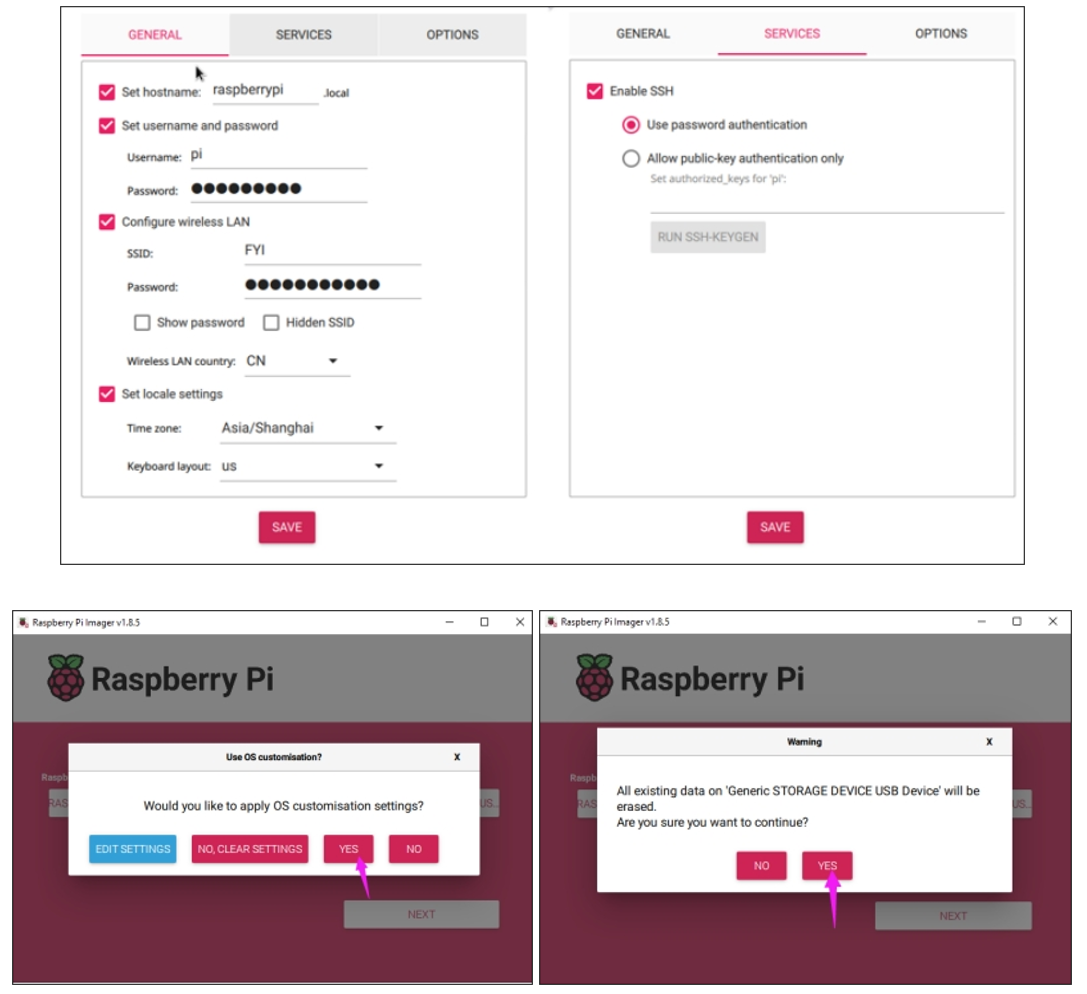 GENERAL SERVICES OPTIONS
Set hostname: raspberrypi .local
Set username and password
Username: pi
Password: ●●●●●●●●●
Configure wireless LAN
SSID: FYI
Password: ●●●●●●●●●●●
Show password Hidden SSID
Wireless LAN country: CN
Set locale settings
Time zone: Asia/Shanghai
Keyboard layout: us
SAVE
GENERAL SERVICES OPTIONS
Enable SSH
Use password authentication
Allow public-key authentication only
Set authorized_keys for 'pi':
RUN SSH-KEYGEN
SAVE
Raspberry Pi Imager v1.8.5
Raspberry Pi
Raspb
RAS US...
Use OS customisation? X
Would you like to apply OS customisation settings?
EDIT SETTINGS NO, CLEAR SETTINGS YES NO
NEXT
Raspberry Pi Imager v1.8.5
Raspberry Pi
Raspb
RAS US...
Warning X
All existing data on 'Generic STORAGE DEVICE USB Device' will be
erased.
Are you sure you want to continue?
NO YES
NEXT